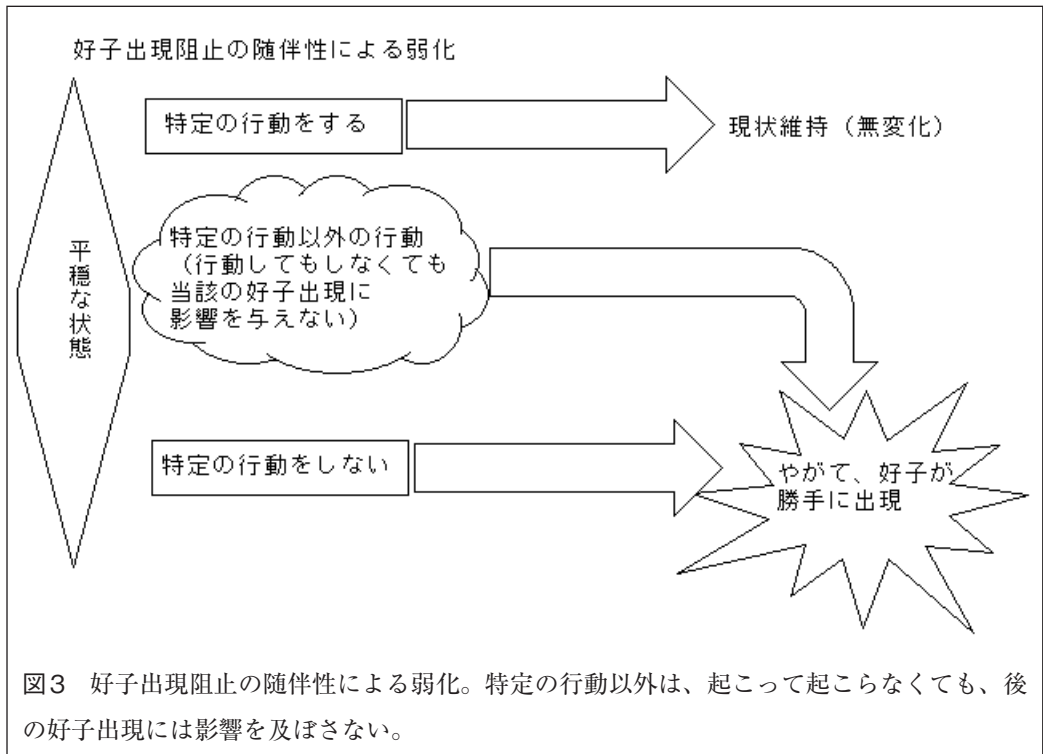 好子出現阻止の随伴性による弱化
特定の行動をする
現状維持（無変化）
平穏な状態
特定の行動以外の行動
（行動してもしなくても
当該の好子出現に
影響を与えない）
特定の行動をしない
やがて、好子が
勝手に出現
図3　好子出現阻止の随伴性による弱化。特定の行動以外は、起こって起こらなくても、後
の好子出現には影響を及ぼさない。